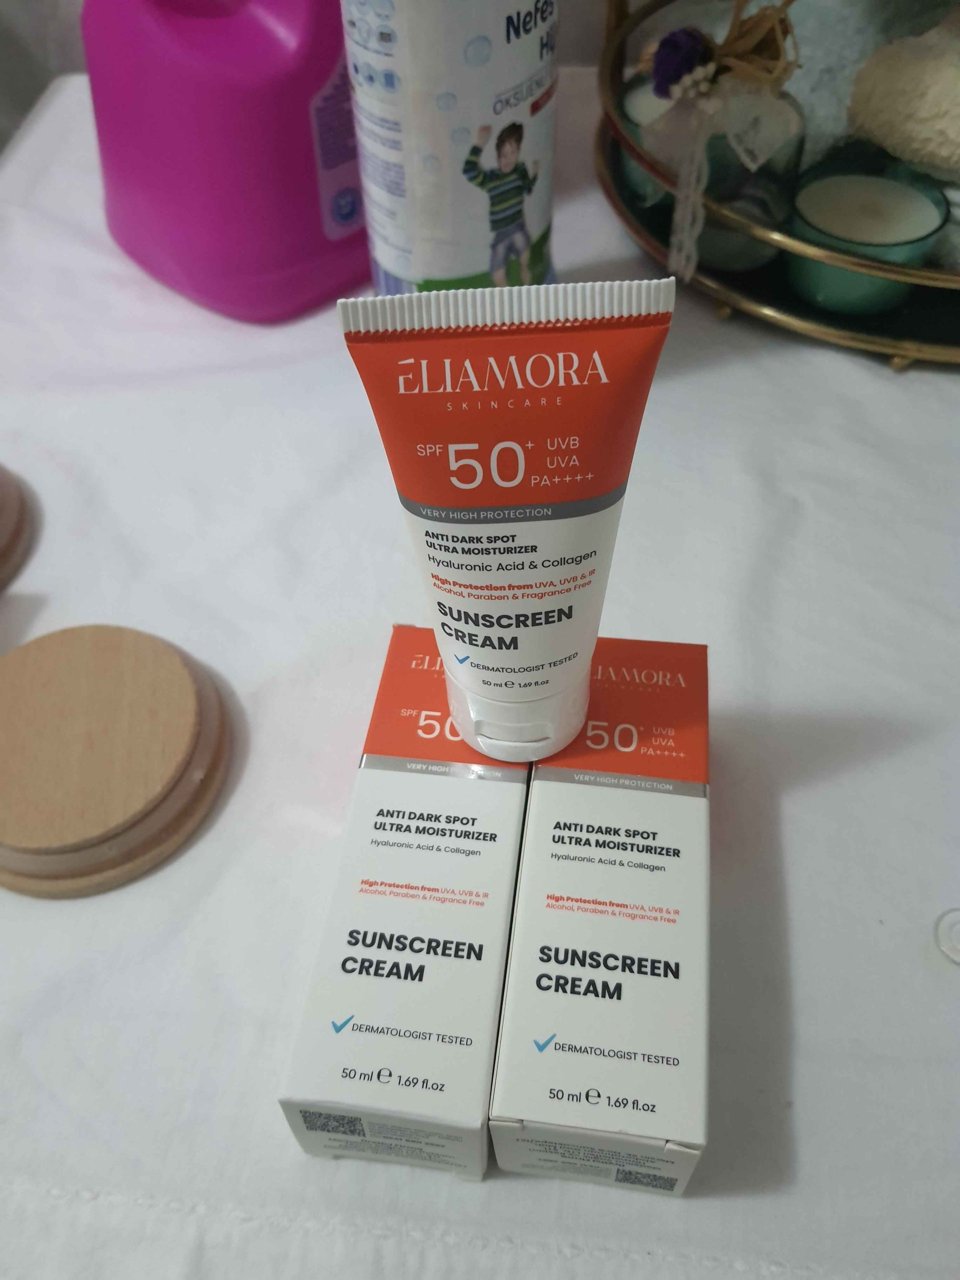 Nefes
OKSİJEN
ELIAMORA
SKINCARE
SPF 50+ UVB
UVA
PA++++
VERY HIGH PROTECTION
ANTI DARK SPOT
ULTRA MOISTURIZER
Hyaluronic Acid & Collagen
High Protection from UVA, UVB & IR
Alcohol, Paraben & Fragrance Free
SUNSCREEN
CREAM
DERMATOLOGIST TESTED
50 ml ℮ 1.69 fl.oz
SPF
VERY HIGH
ANTI DARK SPOT
ULTRA MOISTURIZER
Hyaluronic Acid & Collagen
High Protection from UVA, UVB & IR
Alcohol, Paraben & Fragrance Free
SUNSCREEN
CREAM
DERMATOLOGIST TESTED
50 ml ℮ 1.69 fl.oz
50+ UVB
UVA
PA++++
VERY HIGH PROTECTION
ANTI DARK SPOT
ULTRA MOISTURIZER
Hyaluronic Acid & Collagen
High Protection from UVA, UVB & IR
Alcohol, Paraben & Fragrance Free
SUNSCREEN
CREAM
DERMATOLOGIST TESTED
50 ml ℮ 1.69 fl.oz